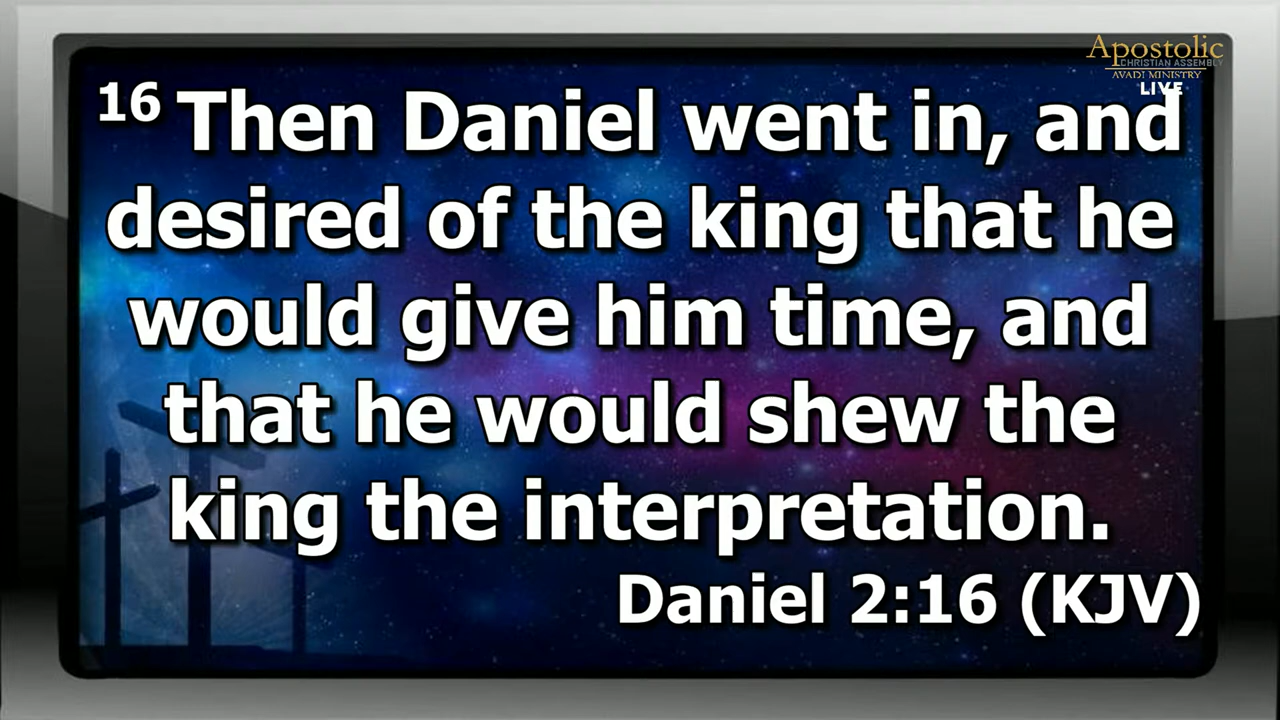 Apostolic
CHRISTIAN ASSEMBLY
AVADI MINISTRY
LIVE
16 Then Daniel went in, and
desired of the king that he
would give him time, and
that he would shew the
king the interpretation.
Daniel 2:16 (KJV)